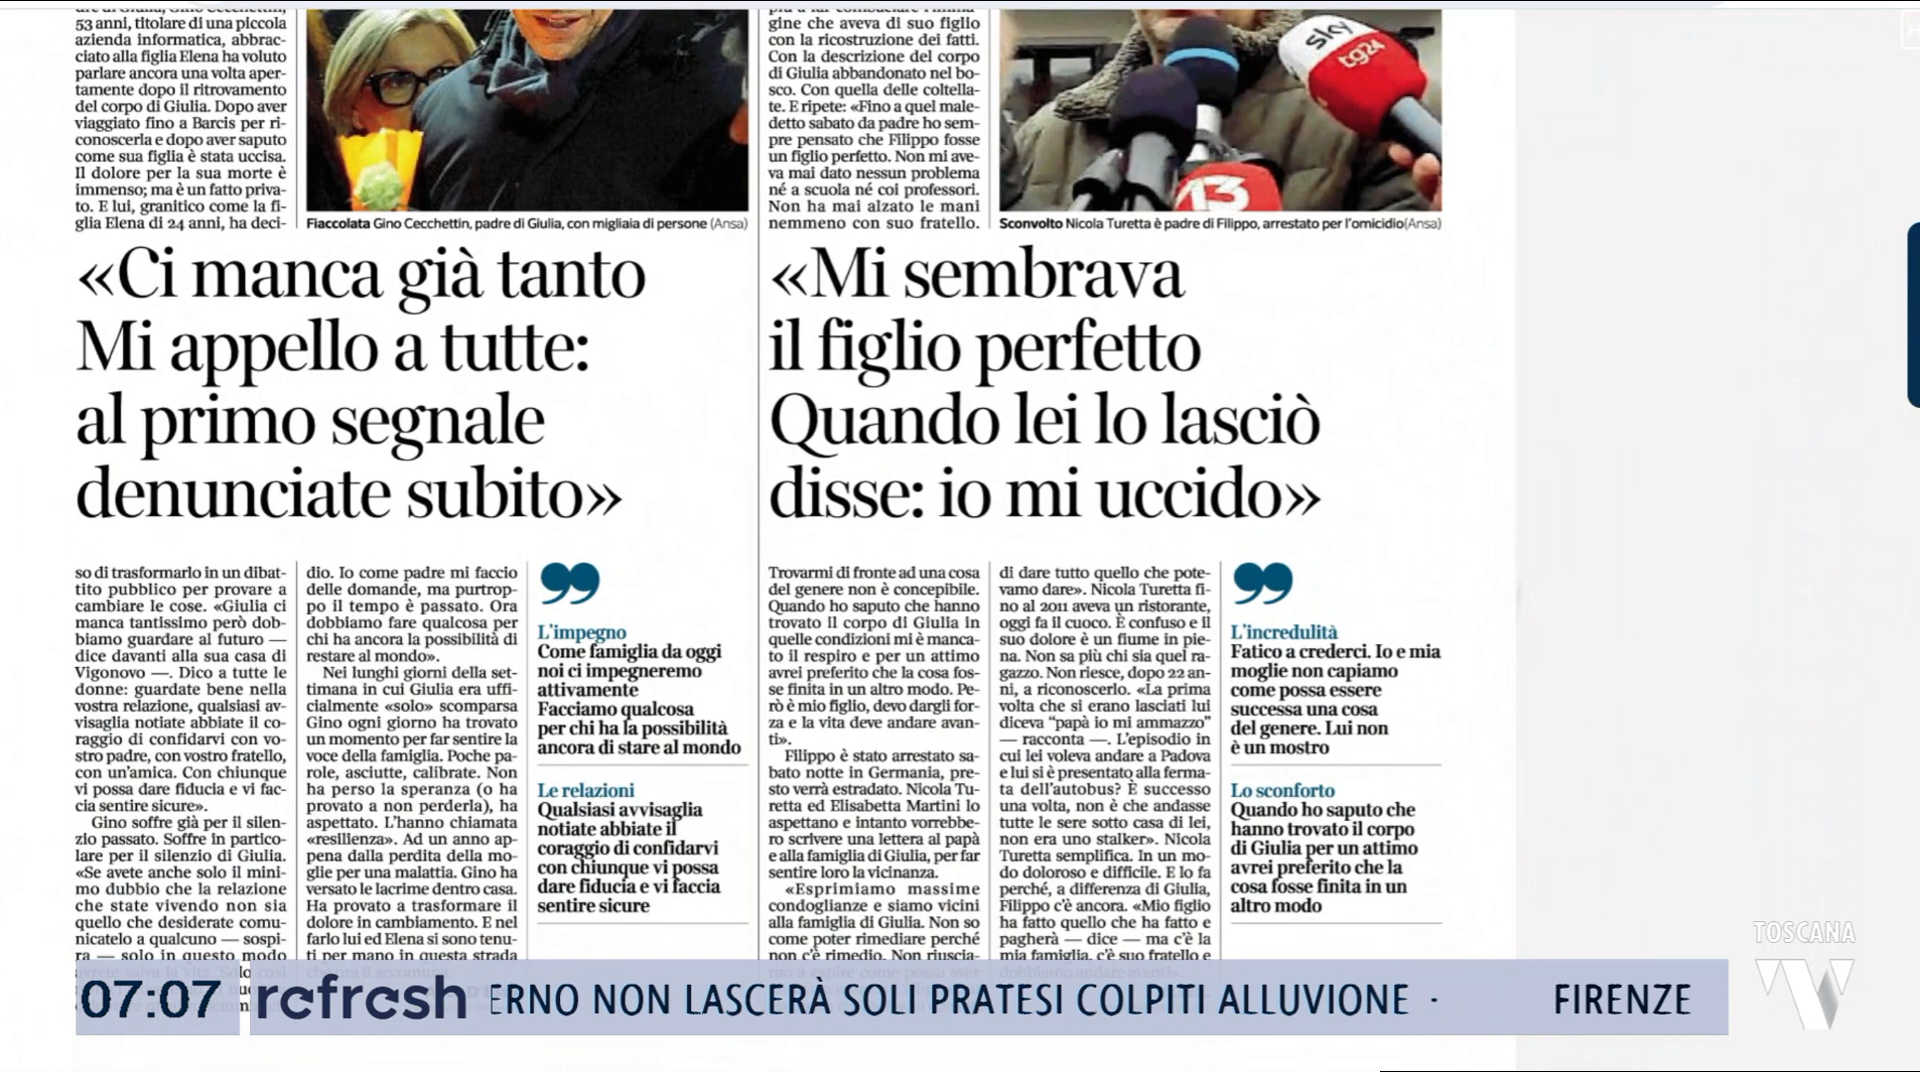 53 anni, titolare di una piccola
azienda informatica, abbrac-
ciato alla figlia Elena ha voluto
parlare ancora una volta aper-
tamente dopo il ritrovamento
del corpo di Giulia. Dopo aver
viaggiato fino a Barcis per ri-
conoscerla e dopo aver saputo
come sua figlia è stata uccisa.
Il dolore per la sua morte è
immenso; ma è un fatto priva-
to. E lui, granitico come la fi-
glia Elena di 24 anni, ha deci-
Fiaccolata Gino Cecchettin, padre di Giulia, con migliaia di persone (Ansa)
«Ci manca già tanto
Mi appello a tutte:
al primo segnale
denunciate subito»
so di trasformarlo in un dibat-
tito pubblico per provare a
cambiare le cose. «Giulia ci
manca tantissimo però dob-
biamo guardare al futuro —
dice davanti alla sua casa di
Vigonovo —. Dico a tutte le
donne: guardate bene nella
vostra relazione, qualsiasi av-
visaglia notiate abbiate il co-
raggio di confidarvi con vo-
stro padre, con vostro fratello,
con un'amica. Con chiunque
vi possa dare fiducia e vi fac-
cia sentire sicure».
Gino soffre già per il silen-
zio passato. Soffre in partico-
lare per il silenzio di Giulia.
«Se avete anche solo il mini-
mo dubbio che la relazione
che state vivendo non sia
quello che desiderate comu-
nicatelo a qualcuno — sospi-
ra — solo in questo modo
avrete salva la vita. Solo così
dio. Io come padre mi faccio
delle domande, ma purtrop-
po il tempo è passato. Ora
dobbiamo fare qualcosa per
chi ha ancora la possibilità di
restare al mondo».
Nei lunghi giorni della set-
timana in cui Giulia era uffi-
cialmente «solo» scomparsa
Gino ogni giorno ha trovato
un momento per far sentire la
voce della famiglia. Poche pa-
role, asciutte, calibrate. Non
ha perso la speranza (o ha
provato a non perderla), ha
aspettato. L'hanno chiamata
«resilienza». Ad un anno ap-
pena dalla perdita della mo-
glie per una malattia. Gino ha
versato le lacrime dentro casa.
Ha provato a trasformare il
dolore in cambiamento. E nel
farlo lui ed Elena si sono tenu-
ti per mano in questa strada
che ora li accomuna.
L'impegno
Come famiglia da oggi
noi ci impegneremo
attivamente
Facciamo qualcosa
per chi ha la possibilità
ancora di stare al mondo
Le relazioni
Qualsiasi avvisaglia
notiate abbiate il
coraggio di confidarvi
con chiunque vi possa
dare fiducia e vi faccia
sentire sicure
gine che aveva di suo figlio
con la ricostruzione dei fatti.
Con la descrizione del corpo
di Giulia abbandonato nel bo-
sco. Con quella delle coltella-
te. E ripete: «Fino a quel male-
detto sabato da padre ho sem-
pre pensato che Filippo fosse
un figlio perfetto. Non mi ave-
va mai dato nessun problema
né a scuola né coi professori.
Non ha mai alzato le mani
nemmeno con suo fratello.
sky
tg24
13
Sconvolto Nicola Turetta è padre di Filippo, arrestato per l'omicidio(Ansa)
«Mi sembrava
il figlio perfetto
Quando lei lo lasciò
disse: io mi uccido»
Trovarmi di fronte ad una cosa
del genere non è concepibile.
Quando ho saputo che hanno
trovato il corpo di Giulia in
quelle condizioni mi è manca-
to il respiro e per un attimo
avrei preferito che la cosa fos-
se finita in un altro modo. Pe-
rò è mio figlio, devo dargli for-
za e la vita deve andare avan-
ti».
Filippo è stato arrestato sa-
bato notte in Germania, pre-
sto verrà estradato. Nicola Tu-
retta ed Elisabetta Martini lo
aspettano e intanto vorrebbe-
ro scrivere una lettera al papà
e alla famiglia di Giulia, per far
sentire loro la vicinanza.
«Esprimiamo massime
condoglianze e siamo vicini
alla famiglia di Giulia. Non so
come poter rimediare perché
non c'è rimedio. Non riuscia-
mo a capire come possa aver
di dare tutto quello che pote-
vamo dare». Nicola Turetta fi-
no al 2011 aveva un ristorante,
oggi fa il cuoco. È confuso e il
suo dolore è un fiume in pie-
na. Non sa più chi sia quel ra-
gazzo. Non riesce, dopo 22 an-
ni, a riconoscerlo. «La prima
volta che si erano lasciati lui
diceva “papà io mi ammazzo”
— racconta —. L'episodio in
cui lei voleva andare a Padova
e lui si è presentato alla ferma-
ta dell'autobus? È successo
una volta, non è che andasse
tutte le sere sotto casa di lei,
non era uno stalker». Nicola
Turetta semplifica. In un mo-
do doloroso e difficile. E lo fa
perché, a differenza di Giulia,
Filippo c'è ancora. «Mio figlio
ha fatto quello che ha fatto e
pagherà — dice — ma c'è la
mia famiglia, c'è suo fratello e
dobbiamo andare avanti».
L'incredulità
Fatico a crederci. Io e mia
moglie non capiamo
come possa essere
successa una cosa
del genere. Lui non
è un mostro
Lo sconforto
Quando ho saputo che
hanno trovato il corpo
di Giulia per un attimo
avrei preferito che la
cosa fosse finita in un
altro modo
TOSCANA
TV
07:07 refresh ERNO NON LASCERÀ SOLI PRATESI COLPITI ALLUVIONE · FIRENZE